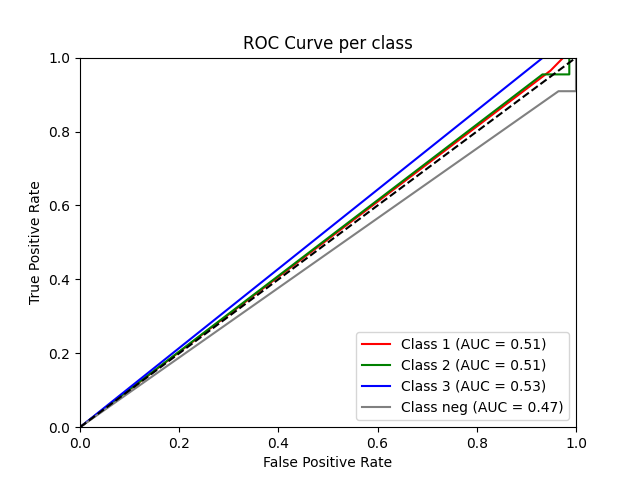 ROC Curve per class
True Positive Rate
1.0
0.8
0.6
0.4
0.2
0.0
Class 1 (AUC = 0.51)
Class 2 (AUC = 0.51)
Class 3 (AUC = 0.53)
Class neg (AUC = 0.47)
0.0 0.2 0.4 0.6 0.8 1.0
False Positive Rate